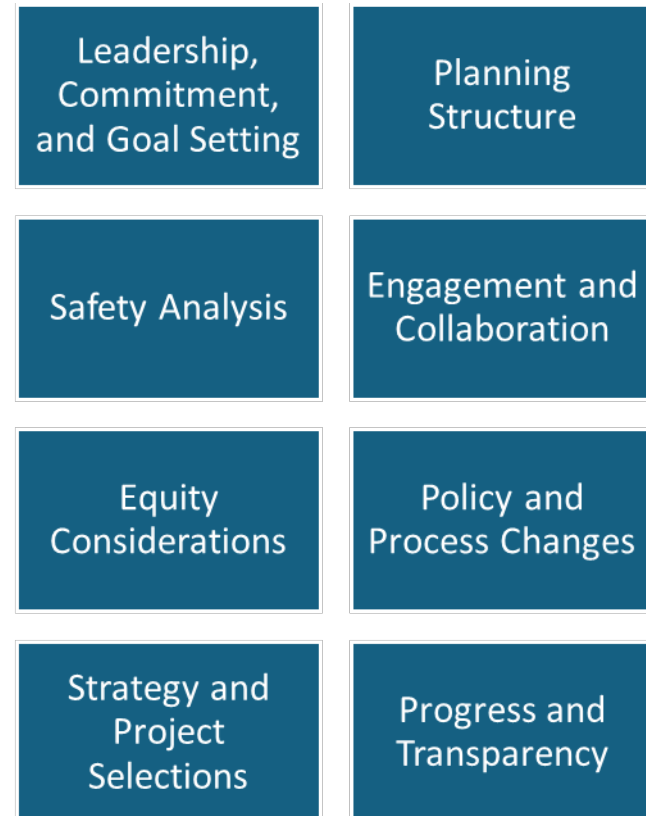 Leadership,
Commitment,
and Goal Setting
Planning
Structure
Safety Analysis
Engagement and
Collaboration
Equity
Considerations
Policy and
Process Changes
Strategy and
Project
Selections
Progress and
Transparency